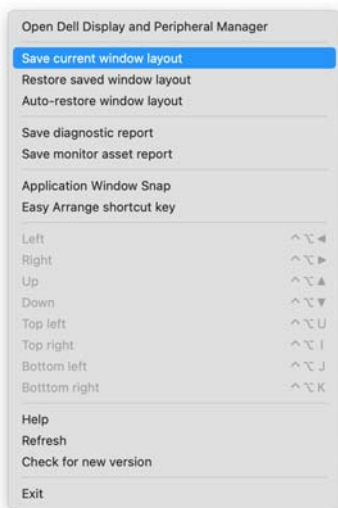 Open Dell Display and Peripheral Manager
Save current window layout
Restore saved window layout
Auto-restore window layout
Save diagnostic report
Save monitor asset report
Application Window Snap
Easy Arrange shortcut key
Left ^⌥◀
Right ^⌥▶
Up ^⌥▲
Down ^⌥▼
Top left ^⌥U
Top right ^⌥I
Bottom left ^⌥J
Botttom right ^⌥K
Help
Refresh
Check for new version
Exit